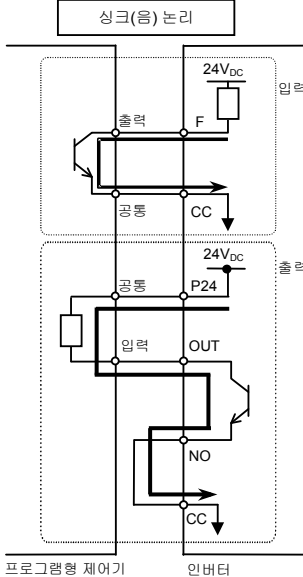 싱크(음) 논리
24VDC
입력
출력
F
공통
CC
24VDC
출력
공통
P24
입력
OUT
NO
CC
프로그램형 제어기
인버터